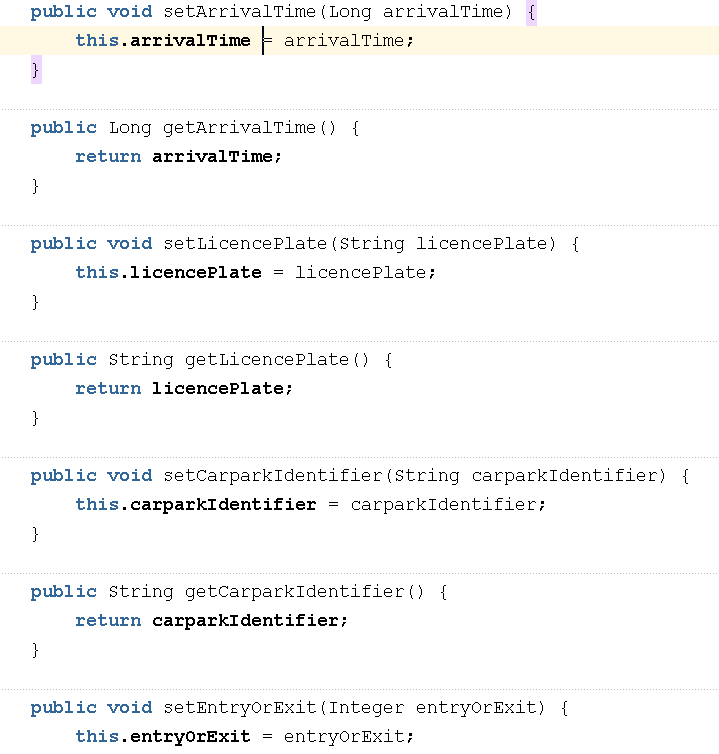 public void setArrivalTime(Long arrivalTime) {
    this.arrivalTime = arrivalTime;
}
public Long getArrivalTime() {
    return arrivalTime;
}
public void setLicencePlate(String licencePlate) {
    this.licencePlate = licencePlate;
}
public String getLicencePlate() {
    return licencePlate;
}
public void setCarparkIdentifier(String carparkIdentifier) {
    this.carparkIdentifier = carparkIdentifier;
}
public String getCarparkIdentifier() {
    return carparkIdentifier;
}
public void setEntryOrExit(Integer entryOrExit) {
    this.entryOrExit = entryOrExit;